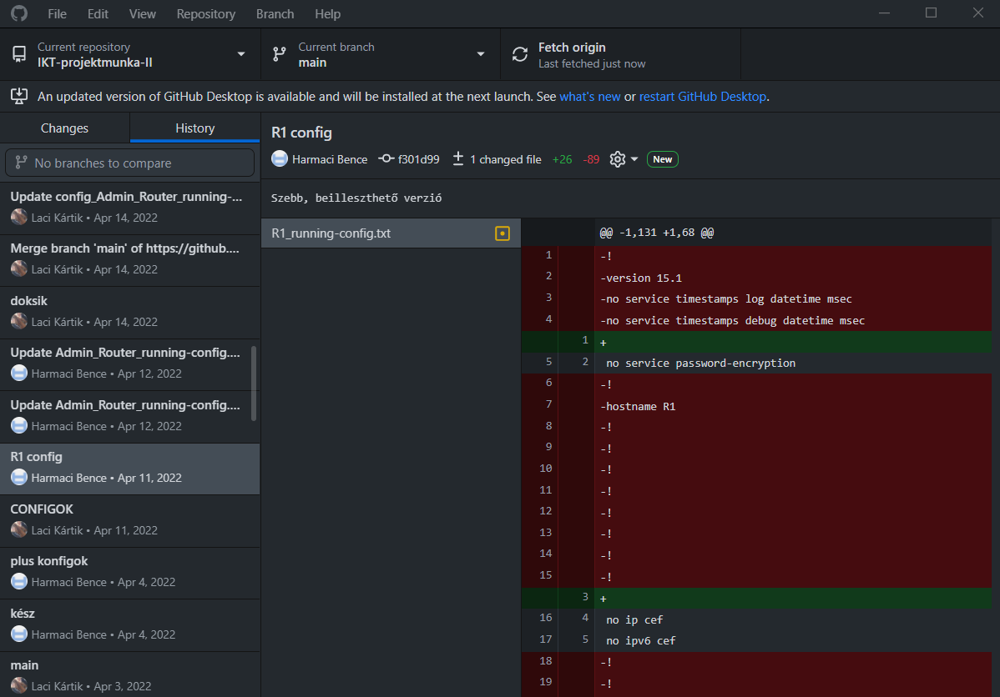 File Edit View Repository Branch Help
Current repository
IKT-projektmunka-II
Current branch
main
Fetch origin
Last fetched just now
An updated version of GitHub Desktop is available and will be installed at the next launch. See what's new or restart GitHub Desktop.
Changes History
No branches to compare
Update config_Admin_Router_running-...
Laci Kártik • Apr 14, 2022
Merge branch 'main' of https://github....
Laci Kártik • Apr 14, 2022
doksik
Laci Kártik • Apr 14, 2022
Update Admin_Router_running-config....
Harmaci Bence • Apr 12, 2022
Update Admin_Router_running-config....
Harmaci Bence • Apr 12, 2022
R1 config
Harmaci Bence • Apr 11, 2022
CONFIGOK
Laci Kártik • Apr 11, 2022
plus konfigok
Harmaci Bence • Apr 4, 2022
kész
Harmaci Bence • Apr 4, 2022
main
Laci Kártik • Apr 3, 2022
R1 config
Harmaci Bence f301d99 1 changed file +26 -89 New
Szebb, beilleszthető verzió
R1_running-config.txt
@@ -1,131 +1,68 @@
1 -!
2 -version 15.1
3 -no service timestamps log datetime msec
4 -no service timestamps debug datetime msec
1 +
5 2 no service password-encryption
6 -!
7 -hostname R1
8 -!
9 -!
10 -!
11 -!
12 -!
13 -!
14 -!
15 -!
3 +
16 4 no ip cef
17 5 no ipv6 cef
18 -!
19 -!